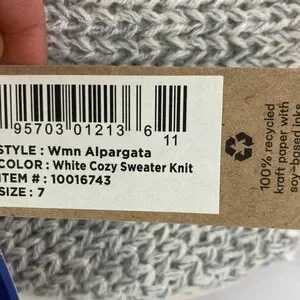 95703 01213 6
11
STYLE : Wmn Alpargata
COLOR : White Cozy Sweater Knit
ITEM # : 10016743
SIZE : 7
100% recycled
kraft paper with
soy-based inks